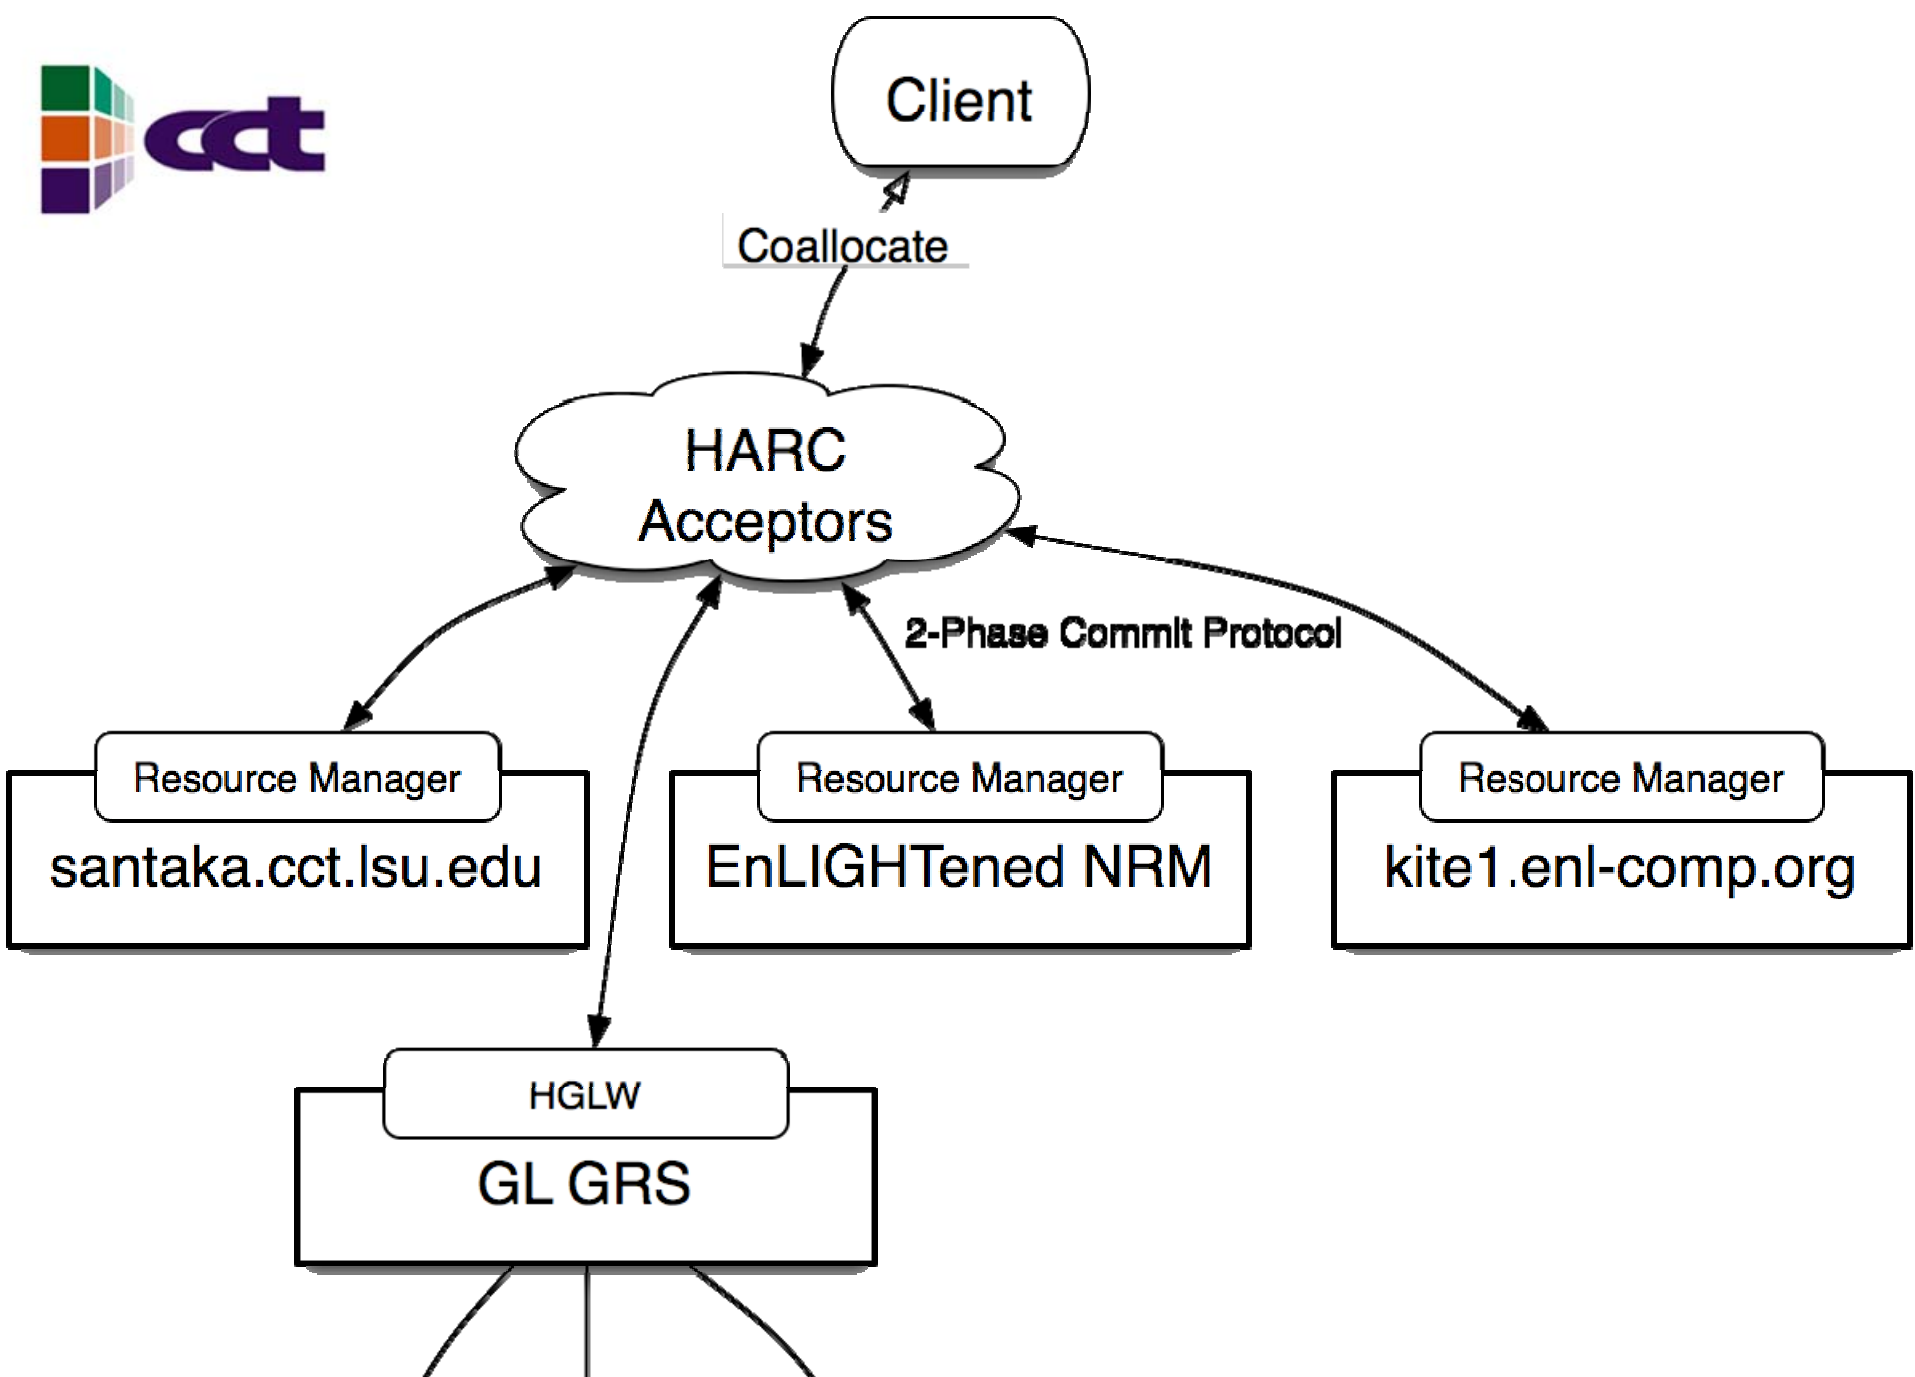 cct
Client
Coallocate
HARC
Acceptors
2-Phase Commit Protocol
Resource Manager
santaka.cct.lsu.edu
Resource Manager
EnLIGHTened NRM
Resource Manager
kite1.enl-comp.org
HGLW
GL GRS